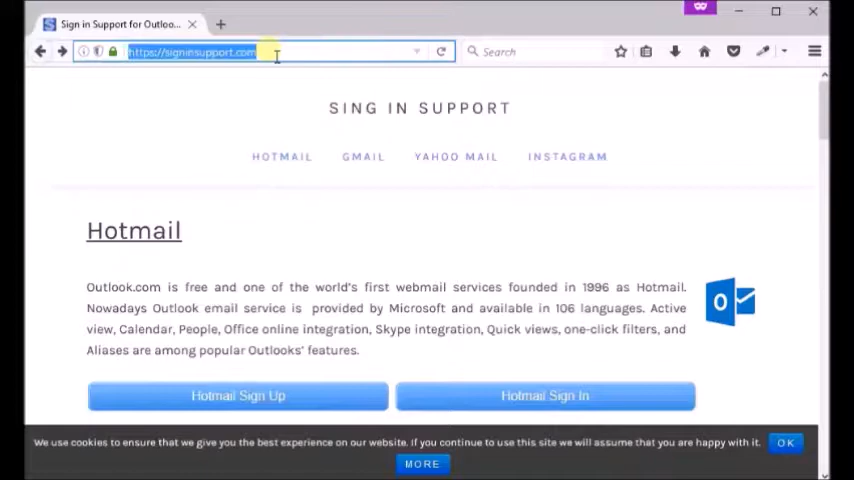 Sign in Support for Outloo...
https://signinsupport.com
Search
SING IN SUPPORT
HOTMAIL GMAIL YAHOO MAIL INSTAGRAM
Hotmail
Outlook.com is free and one of the world's first webmail services founded in 1996 as Hotmail.
Nowadays Outlook email service is provided by Microsoft and available in 106 languages. Active
view, Calendar, People, Office online integration, Skype integration, Quick views, one-click filters, and
Aliases are among popular Outlooks' features.
Hotmail Sign Up Hotmail Sign In
We use cookies to ensure that we give you the best experience on our website. If you continue to use this site we will assume that you are happy with it. OK
MORE